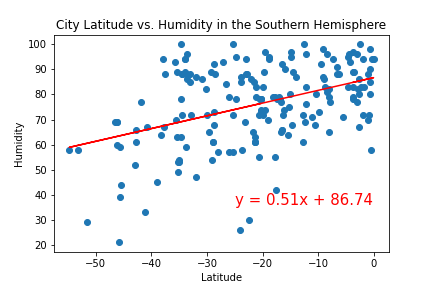 City Latitude vs. Humidity in the Southern Hemisphere
100
90
80
70
60
50
40
30
20
Humidity
y = 0.51x + 86.74
−50 −40 −30 −20 −10 0
Latitude